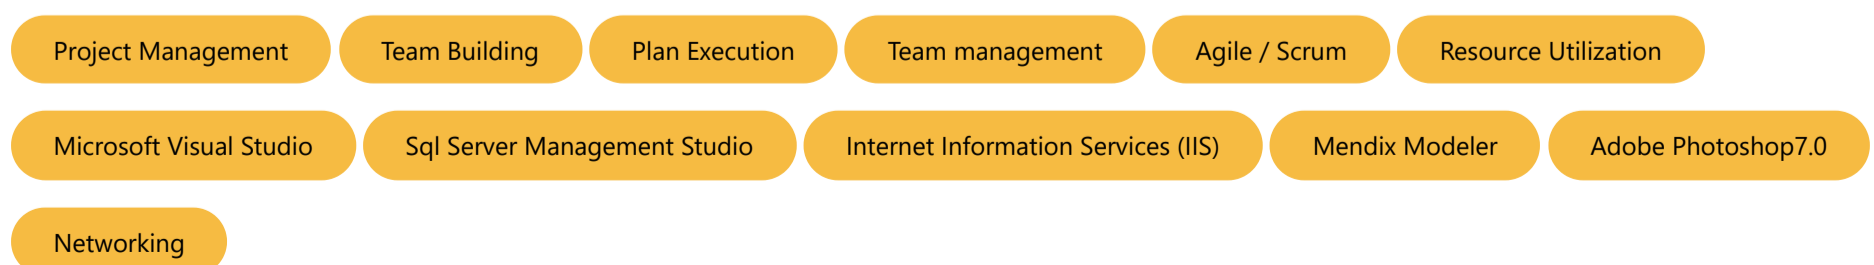 Project Management Team Building Plan Execution Team management Agile / Scrum Resource Utilization
Microsoft Visual Studio Sql Server Management Studio Internet Information Services (IIS) Mendix Modeler Adobe Photoshop7.0
Networking